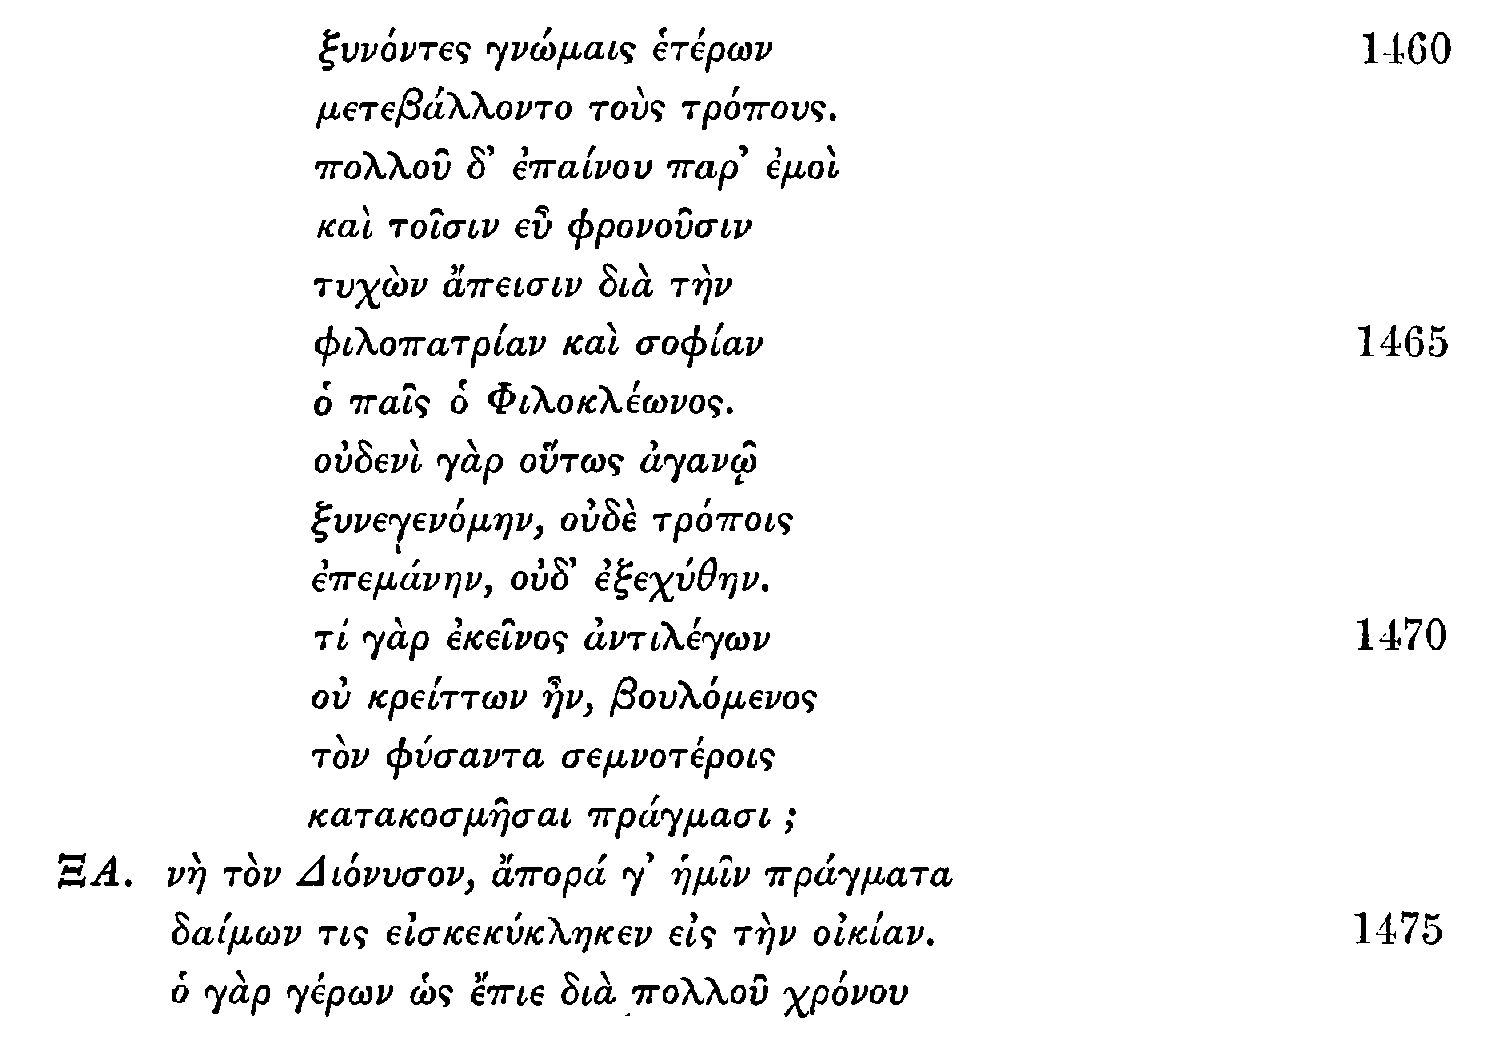 ξυνόντες γνώμαις ἑτέρων 1460
μετεβάλλοντο τοὺς τρόπους.
πολλοῦ δ’ ἐπαίνου παρ’ ἐμοὶ
καὶ τοῖσιν εὖ φρονοῦσιν
τυχὼν ἄπεισιν διὰ τὴν
φιλοπατρίαν καὶ σοφίαν 1465
ὁ παῖς ὁ Φιλοκλέωνος.
οὐδενὶ γὰρ οὕτως ἀγανῷ
ξυνεγενόμην, οὐδὲ τρόποις
ἐπεμάνην, οὐδ’ ἐξεχύθην.
τί γὰρ ἐκεῖνος ἀντιλέγων 1470
οὐ κρείττων ἦν, βουλόμενος
τὸν φύσαντα σεμνοτέροις
κατακοσμῆσαι πράγμασι ;
ΞΑ. νὴ τὸν Διόνυσον, ἄπορά γ’ ἡμῖν πράγματα
δαίμων τις εἰσκεκύκληκεν εἰς τὴν οἰκίαν. 1475
ὁ γὰρ γέρων ὡς ἔπιε διὰ πολλοῦ χρόνου